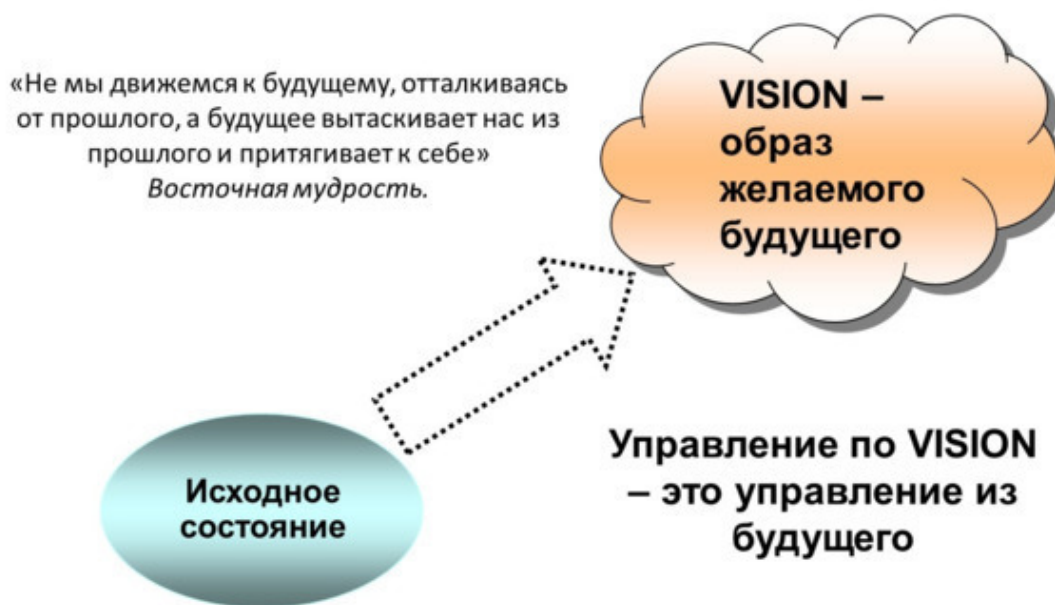 «Не мы движемся к будущему, отталкиваясь
от прошлого, а будущее вытаскивает нас из
прошлого и притягивает к себе»
Восточная мудрость.
VISION –
образ
желаемого
будущего
Исходное
состояние
Управление по VISION
– это управление из
будущего